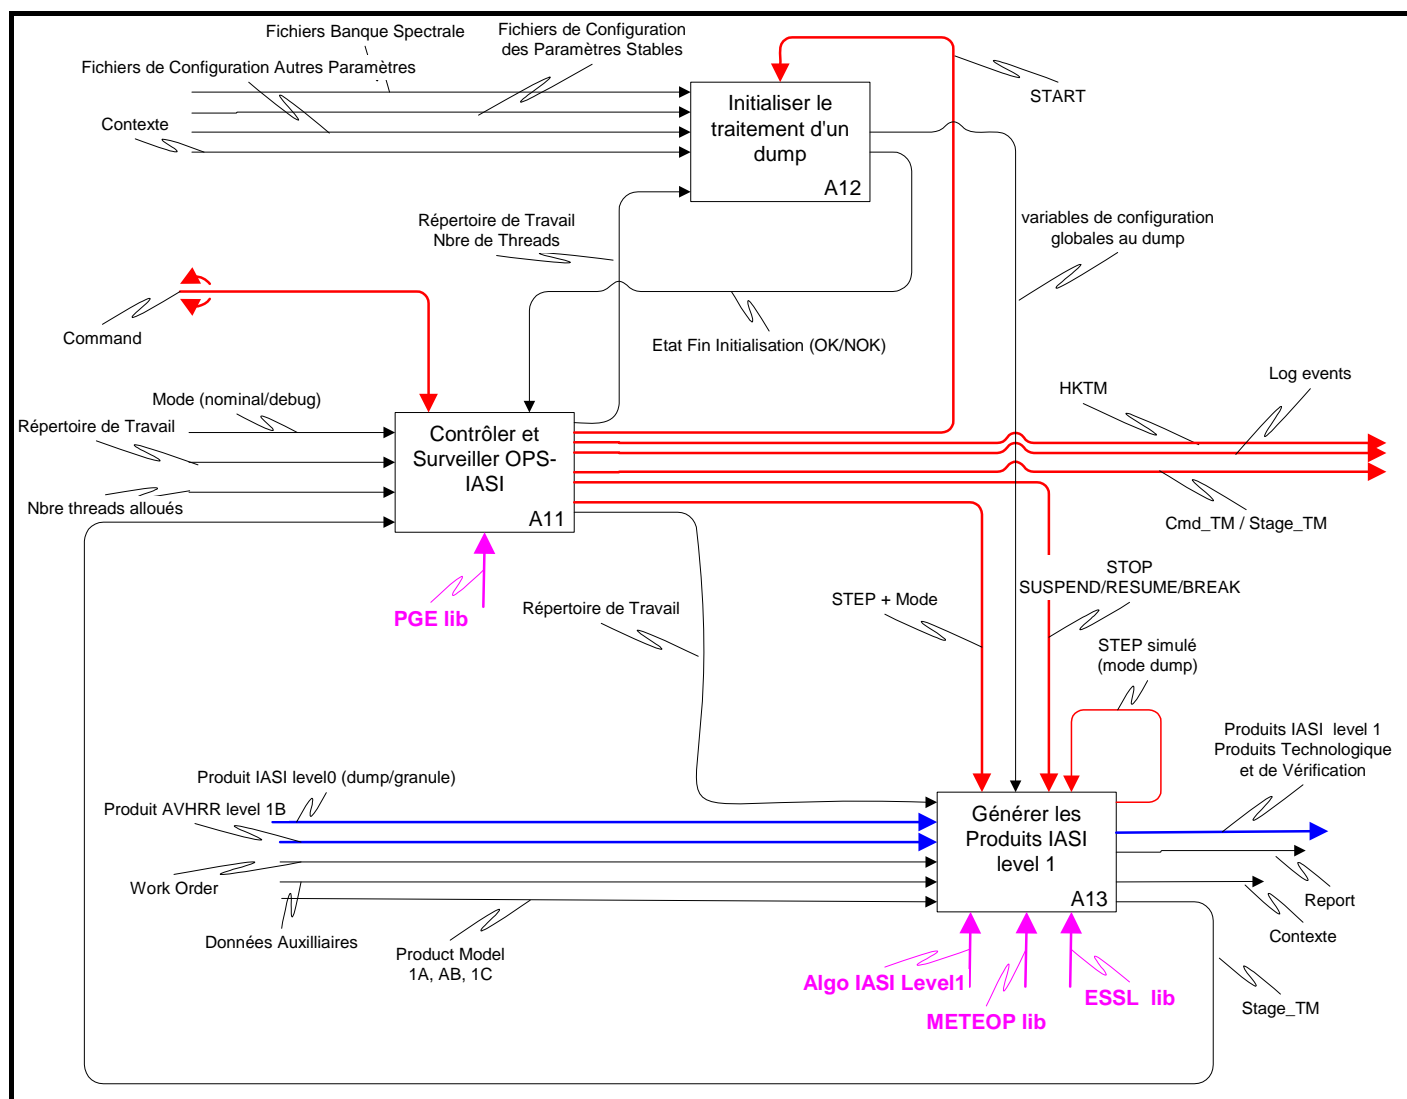 Fichiers Banque Spectrale
Fichiers de Configuration
des Paramètres Stables
Fichiers de Configuration Autres Paramètres
Contexte
START
Initialiser le
traitement d'un
dump
A12
Répertoire de Travail
Nbre de Threads
variables de configuration
globales au dump
Command
Etat Fin Initialisation (OK/NOK)
Mode (nominal/debug)
Répertoire de Travail
Nbre threads alloués
Contrôler et
Surveiller OPS-
IASI
A11
HKTM
Log events
Cmd_TM / Stage_TM
PGE lib
Répertoire de Travail
STEP + Mode
STOP
SUSPEND/RESUME/BREAK
STEP simulé
(mode dump)
Produits IASI level 1
Produits Technologique
et de Vérification
Produit IASI level0 (dump/granule)
Produit AVHRR level 1B
Work Order
Données Auxilliaires
Product Model
1A, AB, 1C
Générer les
Produits IASI
level 1
A13
Report
Contexte
Stage_TM
Algo IASI Level1
METEOP lib
ESSL lib